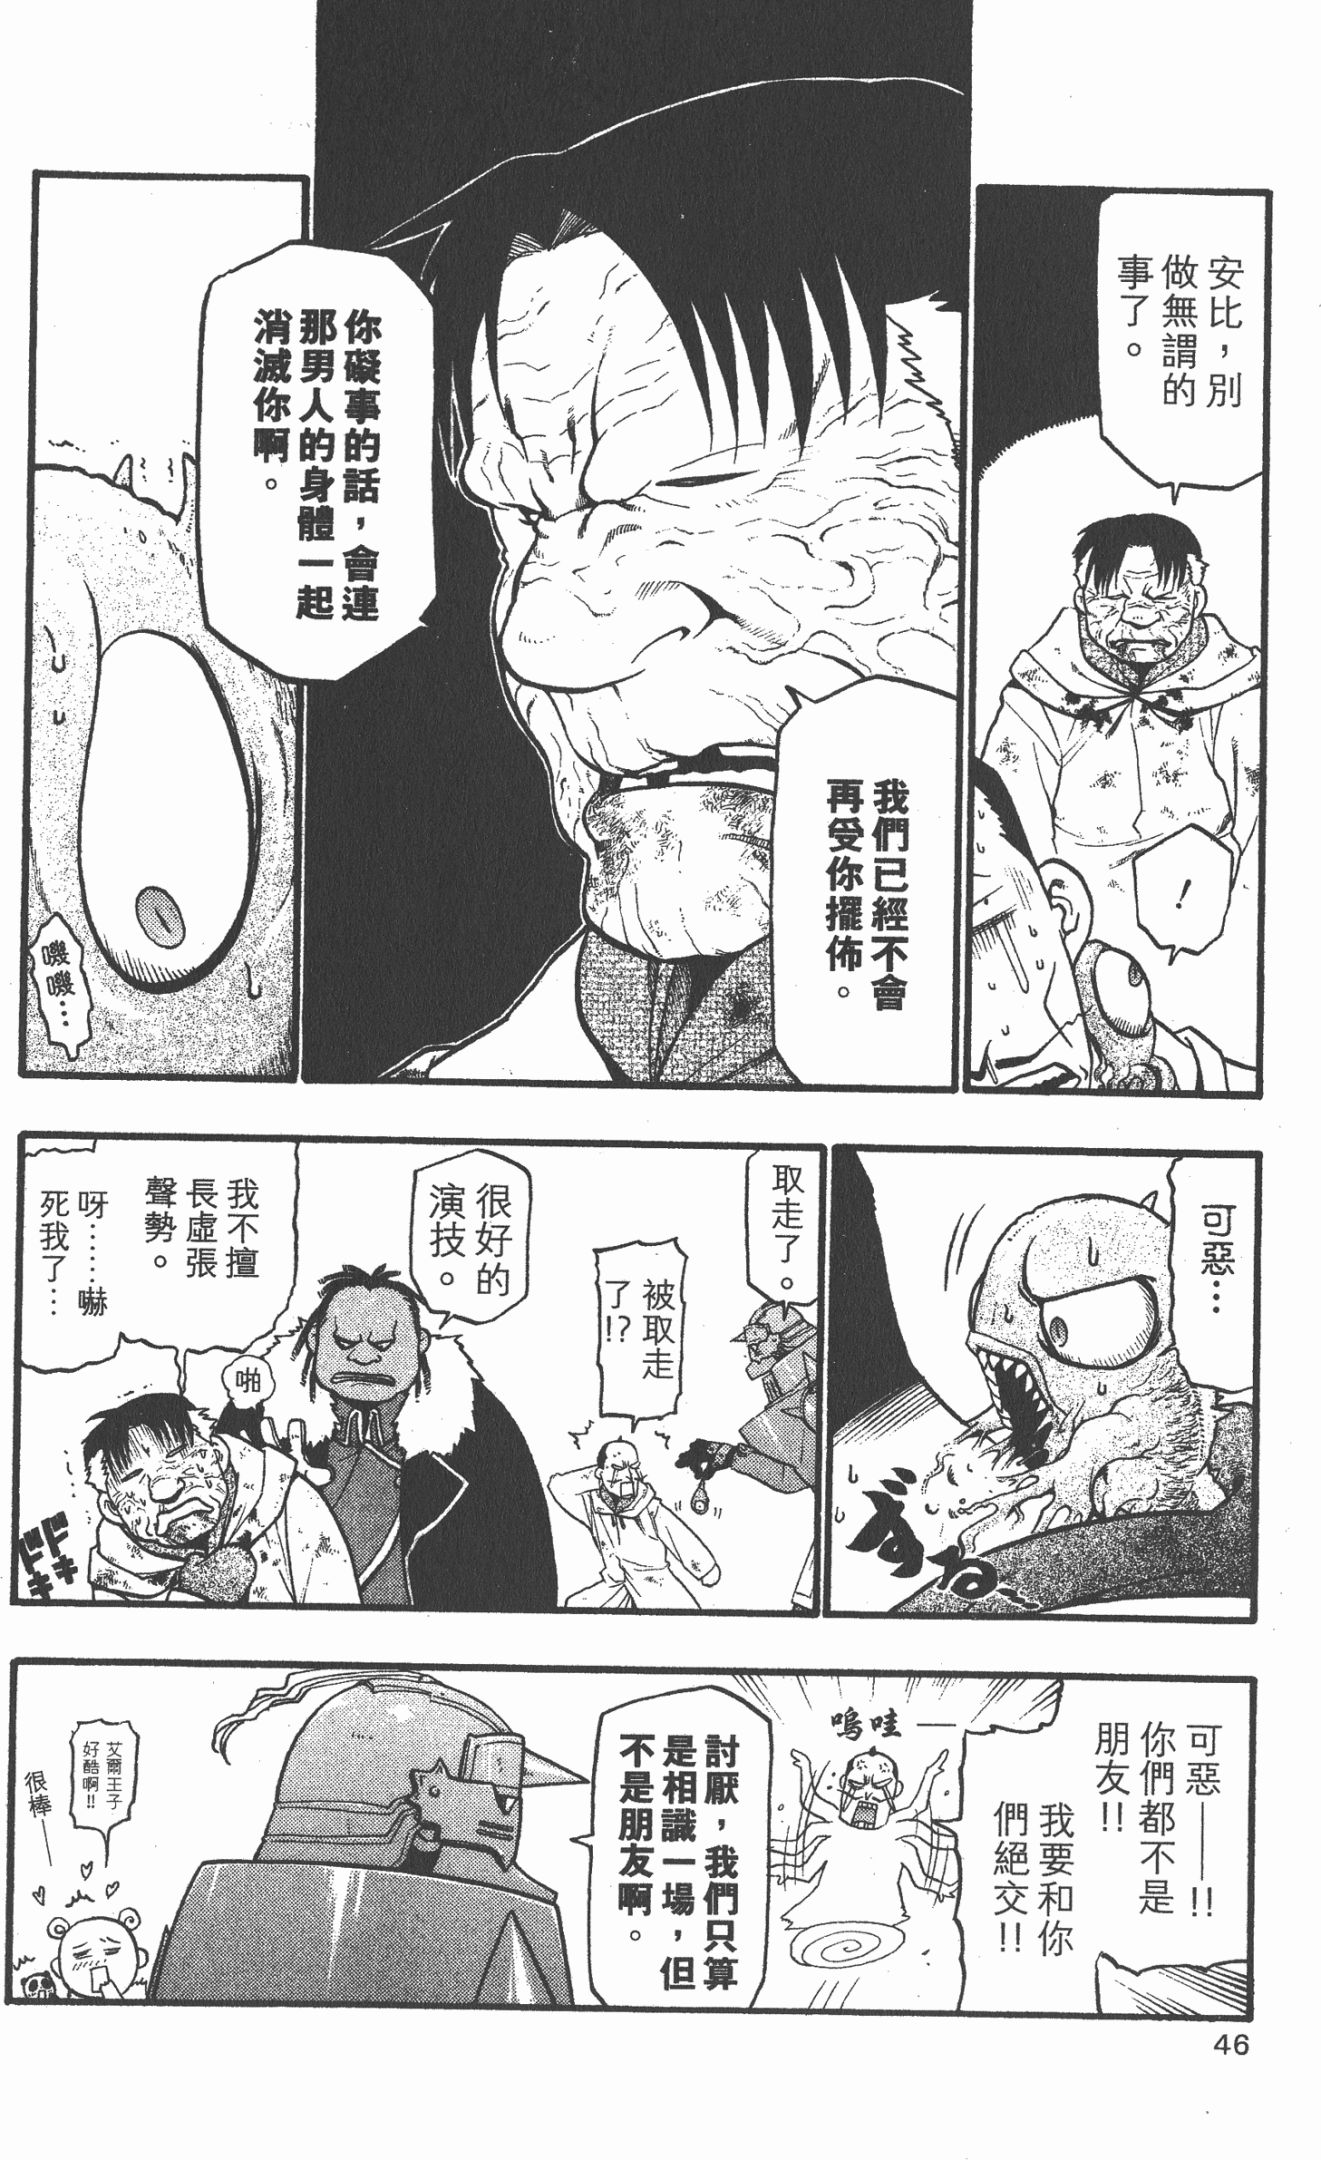 安比，別
做無謂的
事了。
！
我們已經不會
再受你擺佈。
你礙事的話，會連
那男人的身體一起
消滅你啊。
嘰嘰…
可惡…
ずね…
取走了。
被取走
了!?
很好的
演技。
啪
我不擅
長虛張
聲勢。
呀……嚇
死我了…
ドキ
ドキ
可惡——!!
你們都不是
朋友!!
我要和你
們絕交!!
嗚哇—
討厭，我們只算
是相識一場，但
不是朋友啊。
艾爾王子
好酷啊!!
很棒—
46